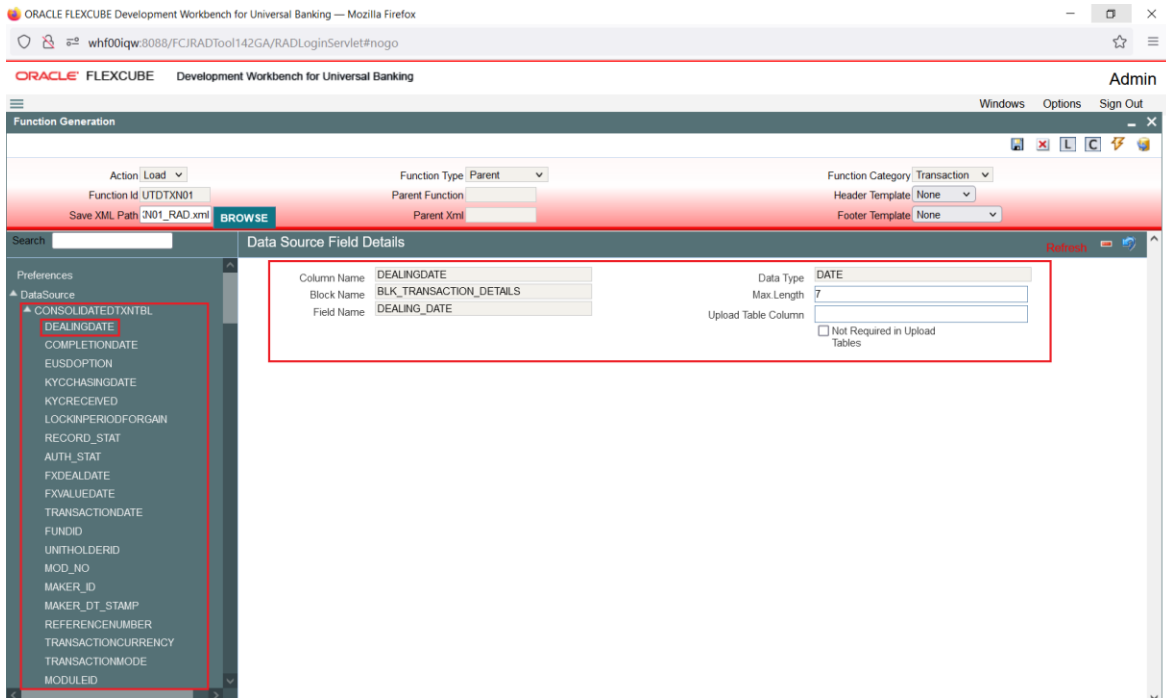 ORACLE FLEXCUBE Development Workbench for Universal Banking — Mozilla Firefox
whf00iqw:8088/FCJRADTool142GA/RADLoginServlet#nogo
ORACLE FLEXCUBE Development Workbench for Universal Banking Admin
Windows Options Sign Out
Function Generation
L C
Action Load Function Type Parent Function Category Transaction
Function Id UTDTXN01 Parent Function Header Template None
Save XML Path :N01_RAD.xml BROWSE Parent Xml Footer Template None
Search Data Source Field Details Refresh
Preferences
DataSource
CONSOLIDATEDTXNTBL
DEALINGDATE
COMPLETIONDATE
EUSDOPTION
KYCCHASINGDATE
KYCRECEIVED
LOCKINPERIODFORGAIN
RECORD_STAT
AUTH_STAT
FXDEALDATE
FXVALUEDATE
TRANSACTIONDATE
FUNDID
UNITHOLDERID
MOD_NO
MAKER_ID
MAKER_DT_STAMP
REFERENCENUMBER
TRANSACTIONCURRENCY
TRANSACTIONMODE
MODULEID
Column Name DEALINGDATE Data Type DATE
Block Name BLK_TRANSACTION_DETAILS Max.Length 7
Field Name DEALING_DATE Upload Table Column
Not Required in Upload
Tables